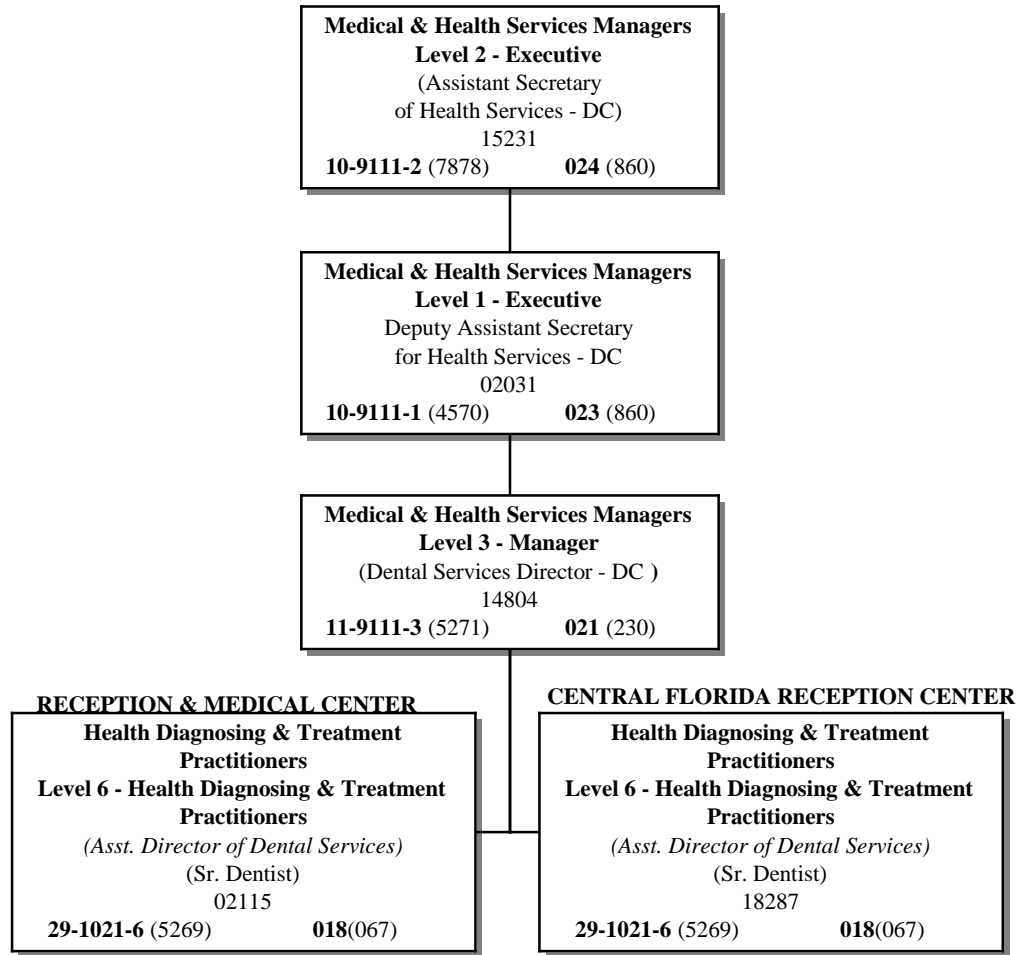 Medical & Health Services Managers
Level 2 - Executive
(Assistant Secretary
of Health Services - DC)
15231
10-9111-2 (7878) 024 (860)
Medical & Health Services Managers
Level 1 - Executive
Deputy Assistant Secretary
for Health Services - DC
02031
10-9111-1 (4570) 023 (860)
Medical & Health Services Managers
Level 3 - Manager
(Dental Services Director - DC )
14804
11-9111-3 (5271) 021 (230)
RECEPTION & MEDICAL CENTER
Health Diagnosing & Treatment
Practitioners
Level 6 - Health Diagnosing & Treatment
Practitioners
(Asst. Director of Dental Services)
(Sr. Dentist)
02115
29-1021-6 (5269) 018(067)
CENTRAL FLORIDA RECEPTION CENTER
Health Diagnosing & Treatment
Practitioners
Level 6 - Health Diagnosing & Treatment
Practitioners
(Asst. Director of Dental Services)
(Sr. Dentist)
18287
29-1021-6 (5269) 018(067)